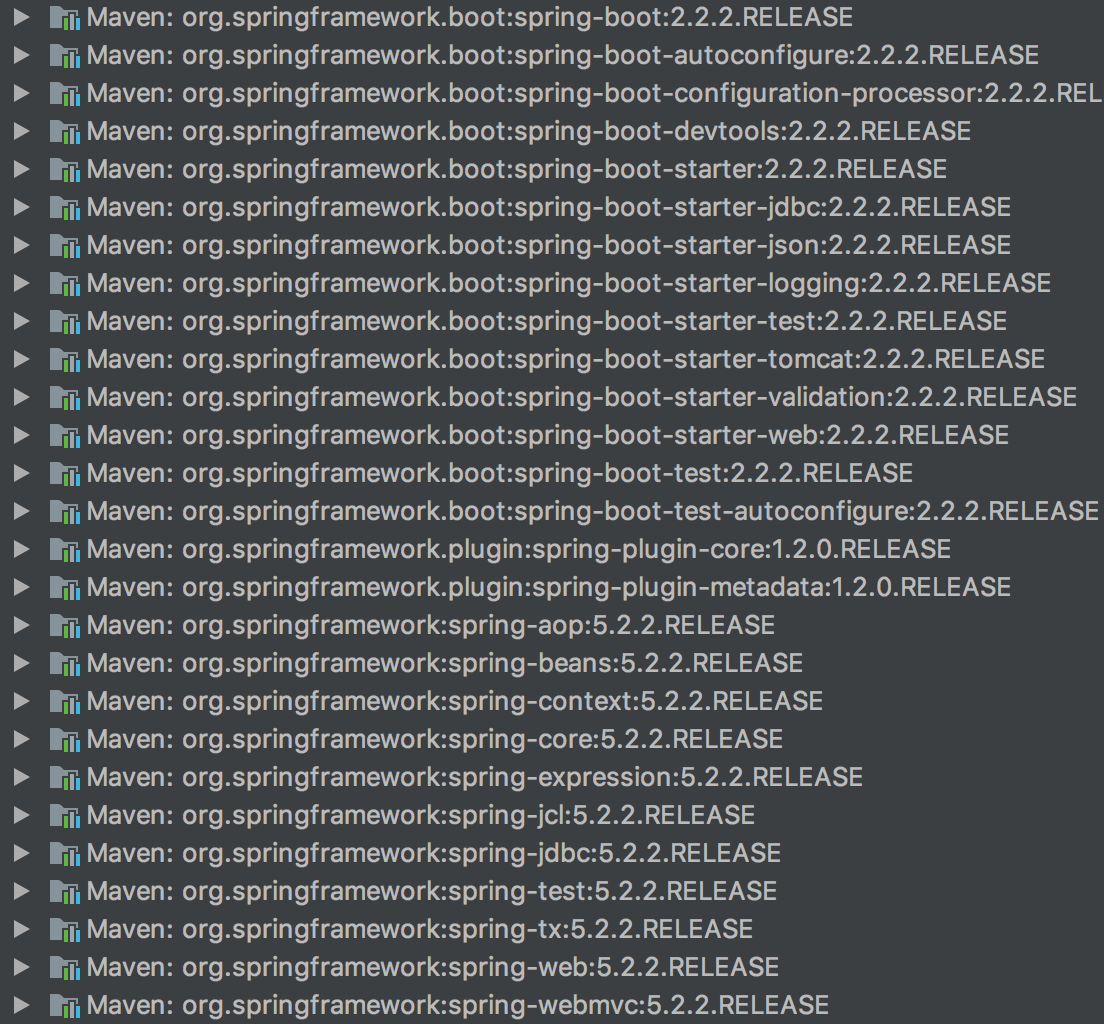 Maven: org.springframework.boot:spring-boot:2.2.2.RELEASE
Maven: org.springframework.boot:spring-boot-autoconfigure:2.2.2.RELEASE
Maven: org.springframework.boot:spring-boot-configuration-processor:2.2.2.REL
Maven: org.springframework.boot:spring-boot-devtools:2.2.2.RELEASE
Maven: org.springframework.boot:spring-boot-starter:2.2.2.RELEASE
Maven: org.springframework.boot:spring-boot-starter-jdbc:2.2.2.RELEASE
Maven: org.springframework.boot:spring-boot-starter-json:2.2.2.RELEASE
Maven: org.springframework.boot:spring-boot-starter-logging:2.2.2.RELEASE
Maven: org.springframework.boot:spring-boot-starter-test:2.2.2.RELEASE
Maven: org.springframework.boot:spring-boot-starter-tomcat:2.2.2.RELEASE
Maven: org.springframework.boot:spring-boot-starter-validation:2.2.2.RELEASE
Maven: org.springframework.boot:spring-boot-starter-web:2.2.2.RELEASE
Maven: org.springframework.boot:spring-boot-test:2.2.2.RELEASE
Maven: org.springframework.boot:spring-boot-test-autoconfigure:2.2.2.RELEASE
Maven: org.springframework.plugin:spring-plugin-core:1.2.0.RELEASE
Maven: org.springframework.plugin:spring-plugin-metadata:1.2.0.RELEASE
Maven: org.springframework:spring-aop:5.2.2.RELEASE
Maven: org.springframework:spring-beans:5.2.2.RELEASE
Maven: org.springframework:spring-context:5.2.2.RELEASE
Maven: org.springframework:spring-core:5.2.2.RELEASE
Maven: org.springframework:spring-expression:5.2.2.RELEASE
Maven: org.springframework:spring-jcl:5.2.2.RELEASE
Maven: org.springframework:spring-jdbc:5.2.2.RELEASE
Maven: org.springframework:spring-test:5.2.2.RELEASE
Maven: org.springframework:spring-tx:5.2.2.RELEASE
Maven: org.springframework:spring-web:5.2.2.RELEASE
Maven: org.springframework:spring-webmvc:5.2.2.RELEASE